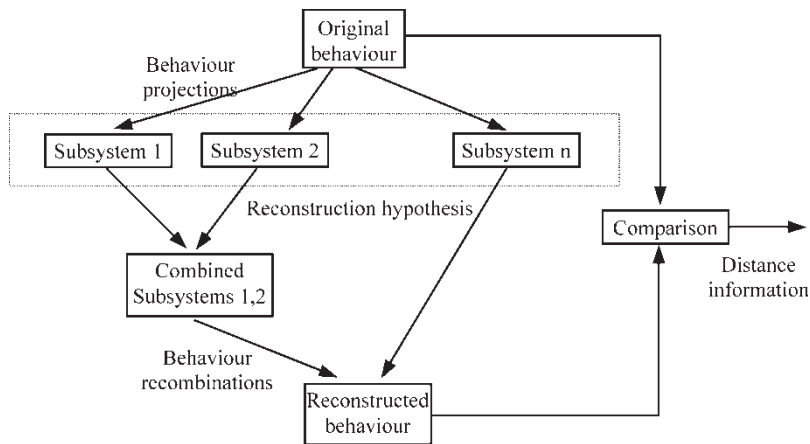 Original
behaviour
Behaviour
projections
Subsystem 1
Subsystem 2
Subsystem n
Reconstruction hypothesis
Comparison
Combined
Subsystems 1,2
Distance
information
Behaviour
recombinations
Reconstructed
behaviour